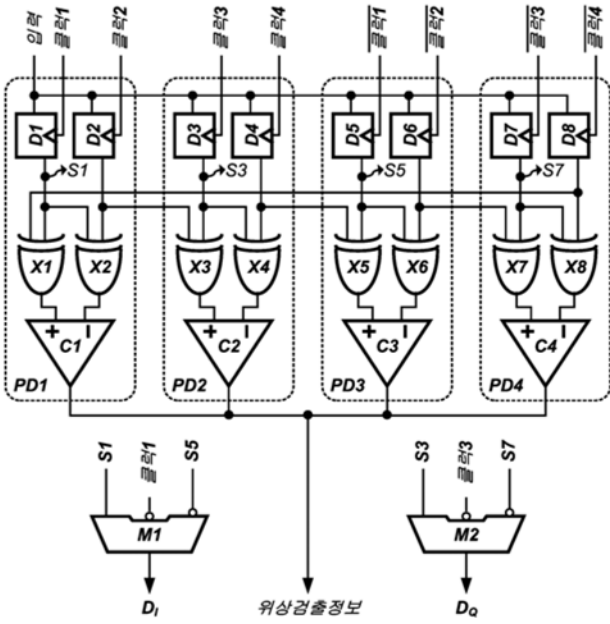 입력 클럭1 클럭2 클럭3 클럭4 클럭1 클럭2 클럭3 클럭4
D1 D2 D3 D4 D5 D6 D7 D8
S1 S3 S5 S7
X1 X2 X3 X4 X5 X6 X7 X8
C1 C2 C3 C4
PD1 PD2 PD3 PD4
S1 클럭1 S5 S3 클럭3 S7
M1 M2
D_I 위상검출정보 D_Q